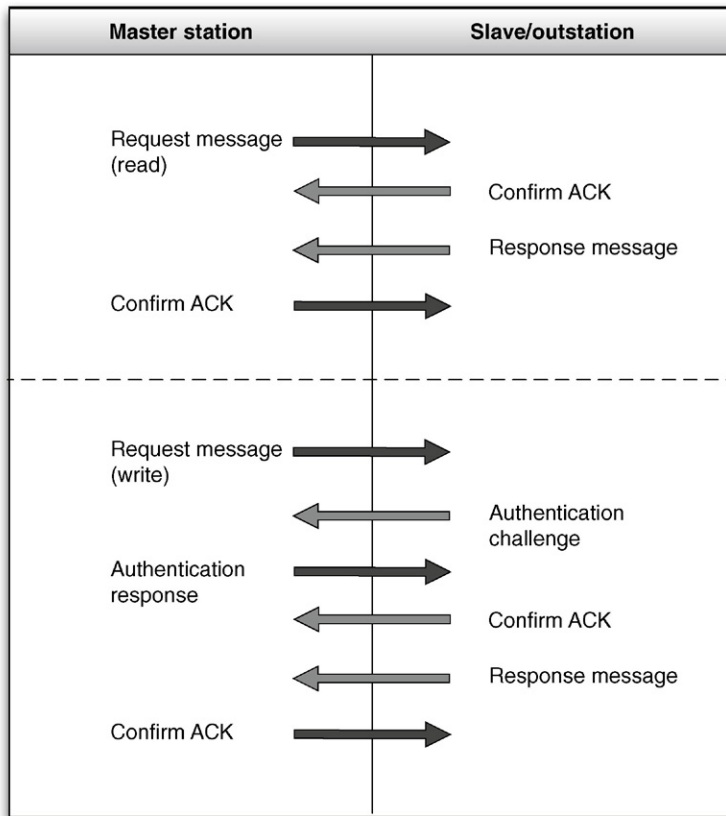 Master station
Slave/outstation
Request message
(read)
Confirm ACK
Response message
Confirm ACK
Request message
(write)
Authentication
challenge
Authentication
response
Confirm ACK
Response message
Confirm ACK